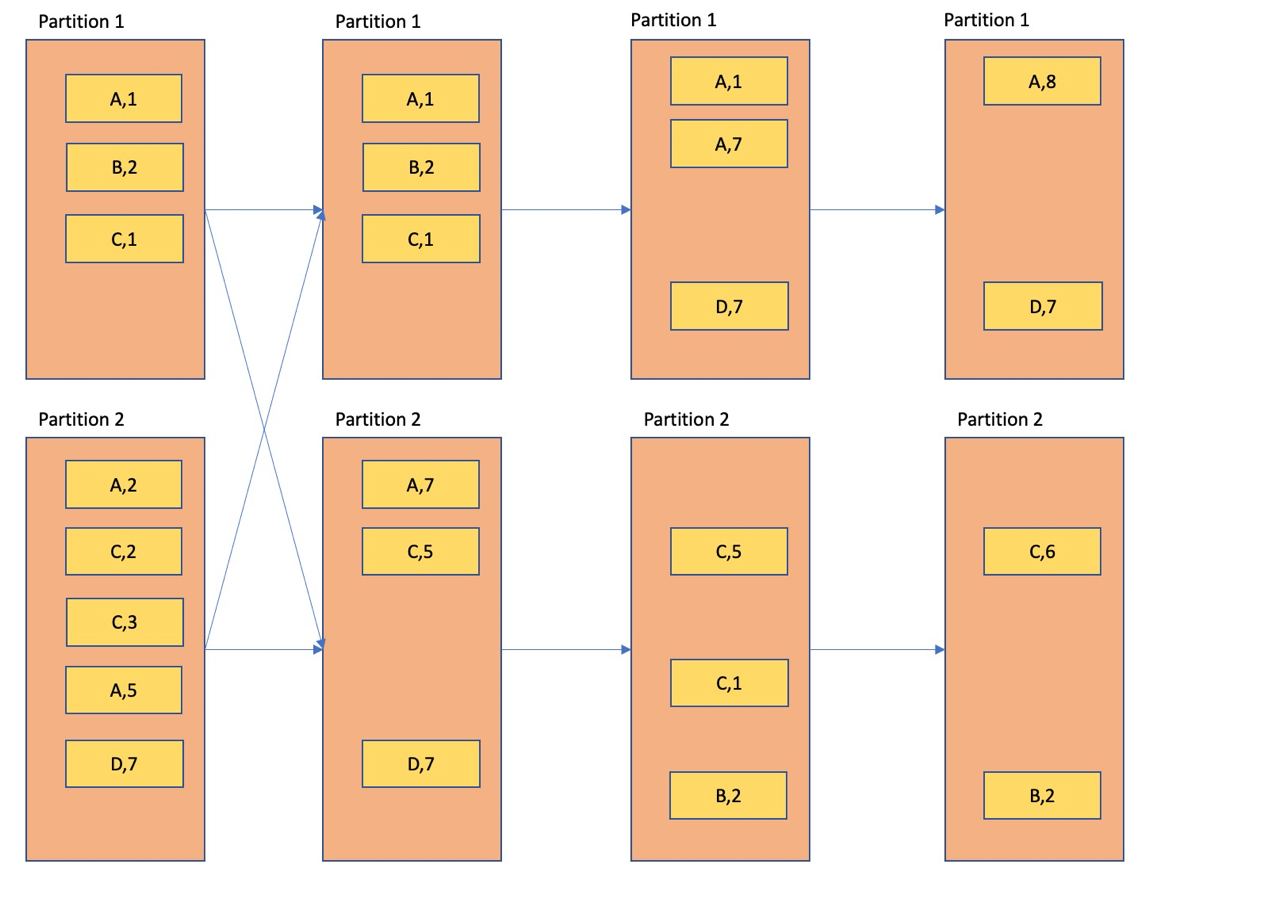 Partition 1
A,1
B,2
C,1
Partition 1
A,1
B,2
C,1
Partition 1
A,1
A,7
D,7
Partition 1
A,8
D,7
Partition 2
A,2
C,2
C,3
A,5
D,7
Partition 2
A,7
C,5
D,7
Partition 2
C,5
C,1
B,2
Partition 2
C,6
B,2